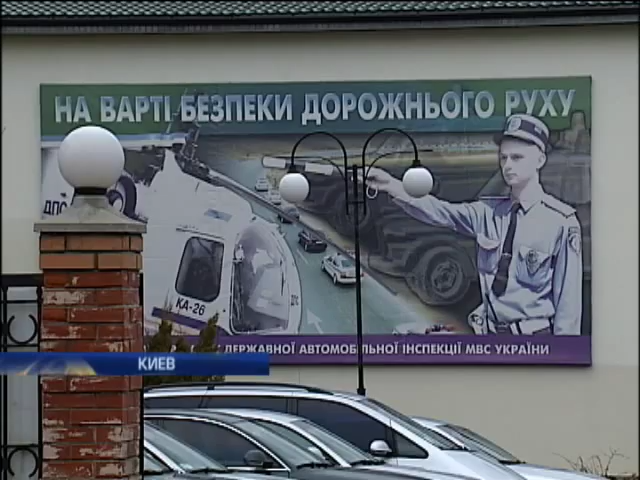 НА ВАРТІ БЕЗПЕКИ ДОРОЖНЬОГО РУХУ
ДПС
КА-26
ДЕРЖАВНОЇ АВТОМОБІЛЬНОЇ ІНСПЕКЦІЇ МВС УКРАЇНИ
КИЕВ